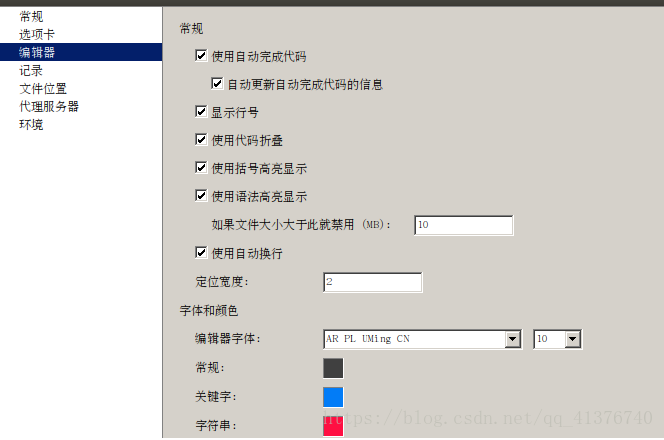 常规
选项卡
编辑器
记录
文件位置
代理服务器
环境
常规
使用自动完成代码
自动更新自动完成代码的信息
显示行号
使用代码折叠
使用括号高亮显示
使用语法高亮显示
如果文件大小大于此就禁用 (MB): 10
使用自动换行
定位宽度: 2
字体和颜色
编辑器字体: AR PL UMing CN 10
常规:
关键字:
字符串:
https://blog.csdn.net/qq_41376740